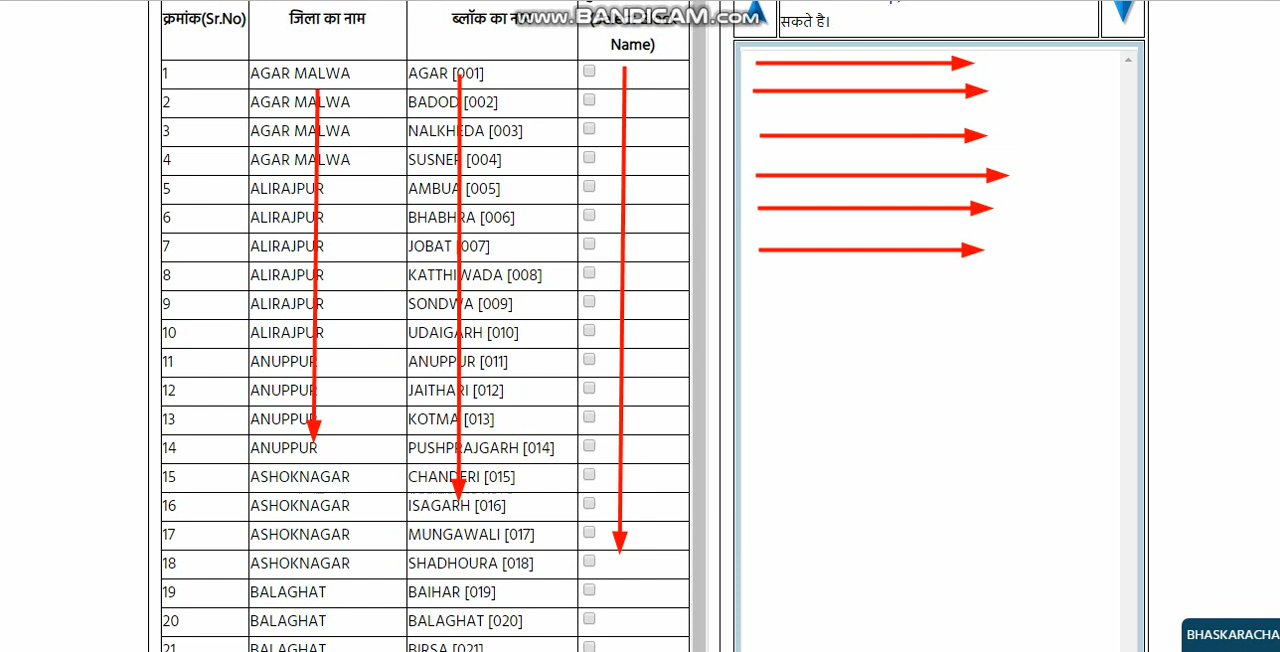 www.BANDICAM.com
क्रमांक(Sr.No) जिला का नाम ब्लॉक का
Name)
सकते है।
1 AGAR MALWA AGAR [001]
2 AGAR MALWA BADOD [002]
3 AGAR MALWA NALKHEDA [003]
4 AGAR MALWA SUSNER [004]
5 ALIRAJPUR AMBUA [005]
6 ALIRAJPUR BHABHRA [006]
7 ALIRAJPUR JOBAT [007]
8 ALIRAJPUR KATTHIWADA [008]
9 ALIRAJPUR SONDWA [009]
10 ALIRAJPUR UDAIGARH [010]
11 ANUPPUR ANUPPUR [011]
12 ANUPPUR JAITHARI [012]
13 ANUPPUR KOTMA [013]
14 ANUPPUR PUSHPRAJGARH [014]
15 ASHOKNAGAR CHANDERI [015]
16 ASHOKNAGAR ISAGARH [016]
17 ASHOKNAGAR MUNGAWALI [017]
18 ASHOKNAGAR SHADHOURA [018]
19 BALAGHAT BAIHAR [019]
20 BALAGHAT BALAGHAT [020]
21 BALAGHAT BIRSA [021]
BHASKARACHA